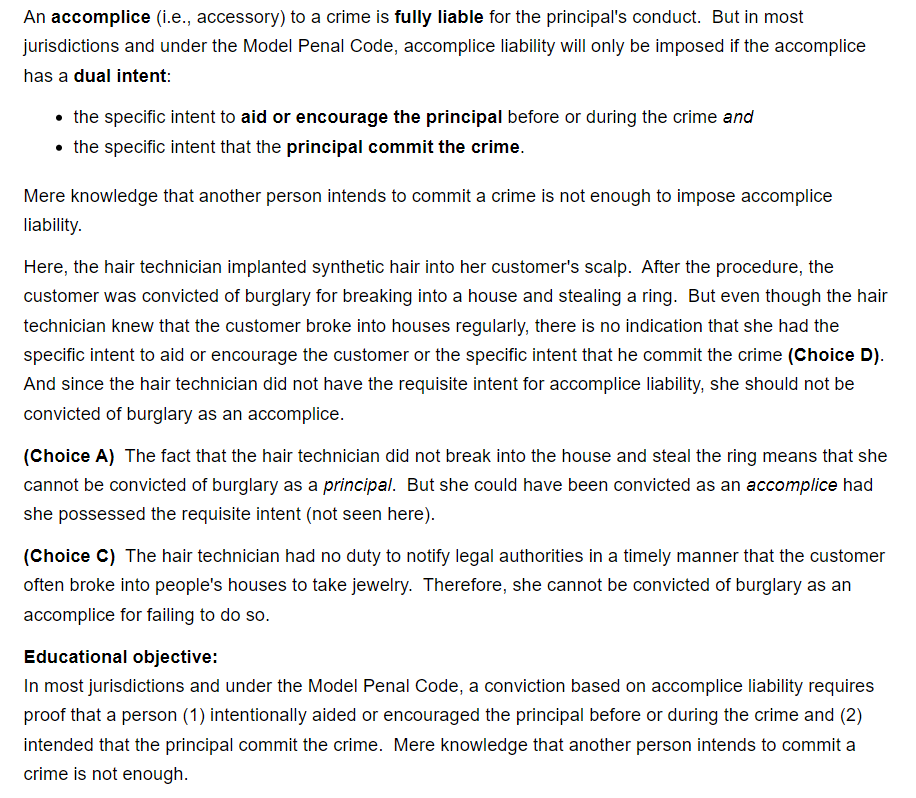 An accomplice (i.e., accessory) to a crime is fully liable for the principal's conduct.  But in most
jurisdictions and under the Model Penal Code, accomplice liability will only be imposed if the accomplice
has a dual intent:
• the specific intent to aid or encourage the principal before or during the crime and
• the specific intent that the principal commit the crime.
Mere knowledge that another person intends to commit a crime is not enough to impose accomplice
liability.
Here, the hair technician implanted synthetic hair into her customer's scalp.  After the procedure, the
customer was convicted of burglary for breaking into a house and stealing a ring.  But even though the hair
technician knew that the customer broke into houses regularly, there is no indication that she had the
specific intent to aid or encourage the customer or the specific intent that he commit the crime (Choice D).
And since the hair technician did not have the requisite intent for accomplice liability, she should not be
convicted of burglary as an accomplice.
(Choice A)  The fact that the hair technician did not break into the house and steal the ring means that she
cannot be convicted of burglary as a principal.  But she could have been convicted as an accomplice had
she possessed the requisite intent (not seen here).
(Choice C)  The hair technician had no duty to notify legal authorities in a timely manner that the customer
often broke into people's houses to take jewelry.  Therefore, she cannot be convicted of burglary as an
accomplice for failing to do so.
Educational objective:
In most jurisdictions and under the Model Penal Code, a conviction based on accomplice liability requires
proof that a person (1) intentionally aided or encouraged the principal before or during the crime and (2)
intended that the principal commit the crime.  Mere knowledge that another person intends to commit a
crime is not enough.